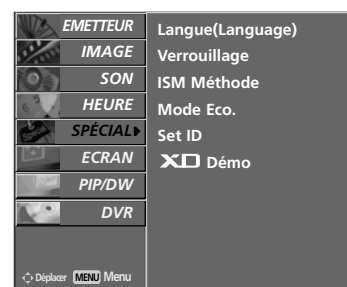 EMETTEUR
IMAGE
SON
HEURE
SPÉCIAL
ECRAN
PIP/DW
DVR
Déplacer MENU Menu
Langue(Language)
Verrouillage
ISM Méthode
Mode Eco.
Set ID
XD Démo